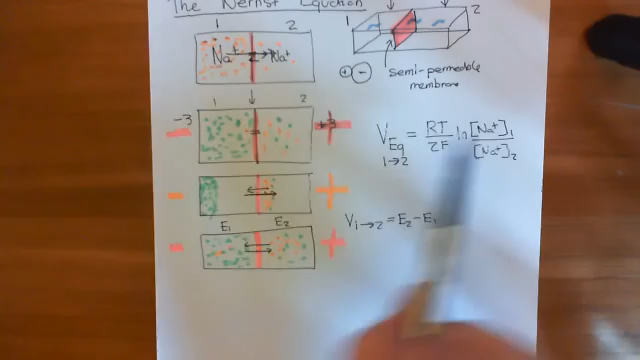 The Nernst Equation
1 2
Na+ Na+
1 2
+ -
semi-permeable
membrane
1 2
-3 +3
V Eq 1→2 = RT/ZF ln [Na+]1/[Na+]2
- +
E1 E2
V1→2 = E2 - E1
- +